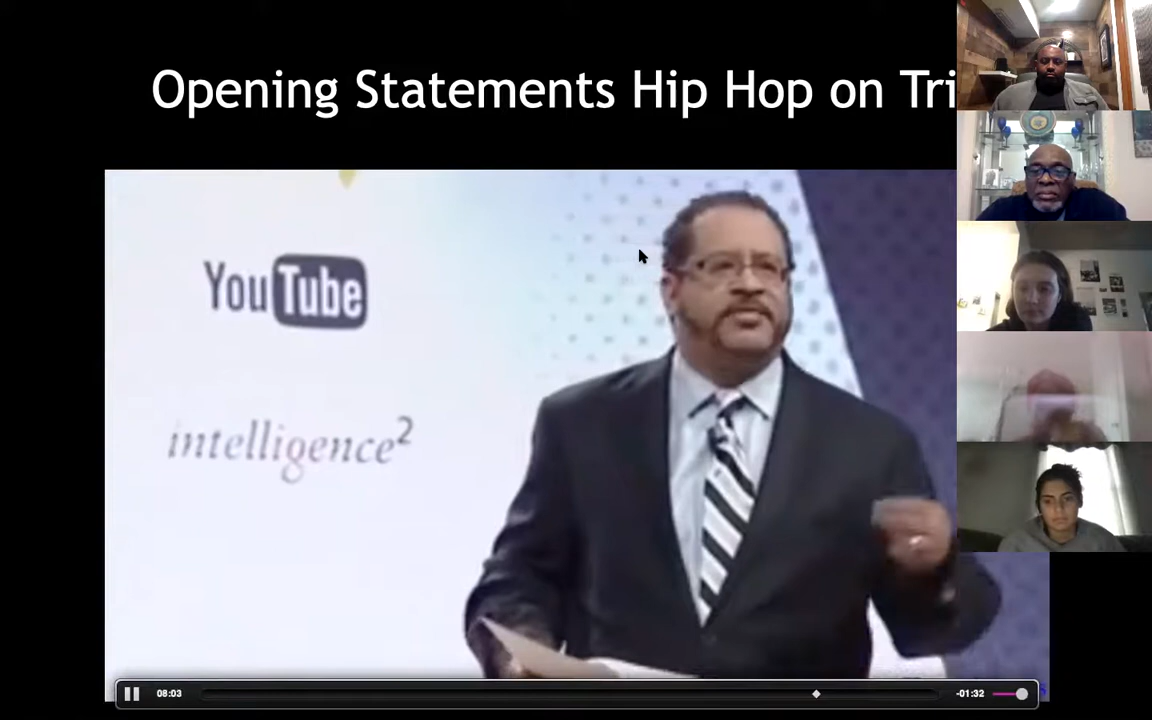 Opening Statements Hip Hop on Tri
YouTube
intelligence²
08:03
-01:32